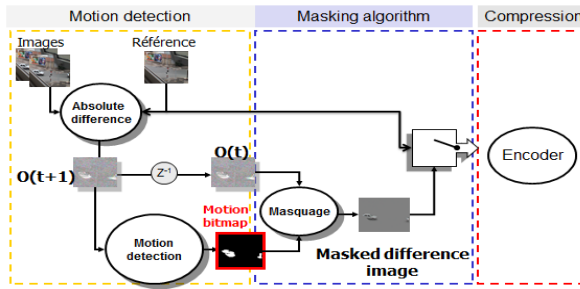 Motion detection
Masking algorithm
Compression
Images
Référence
Absolute
difference
O(t+1)
Z⁻¹
O(t)
Motion
bitmap
Masquage
Motion
detection
Masked difference
image
Encoder